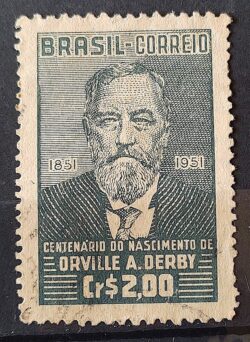 BRASIL-CORREIO
1851 1951
CENTENARIO DO NASCIMENTO DE
ORVILLE A. DERBY
Cr$2,00